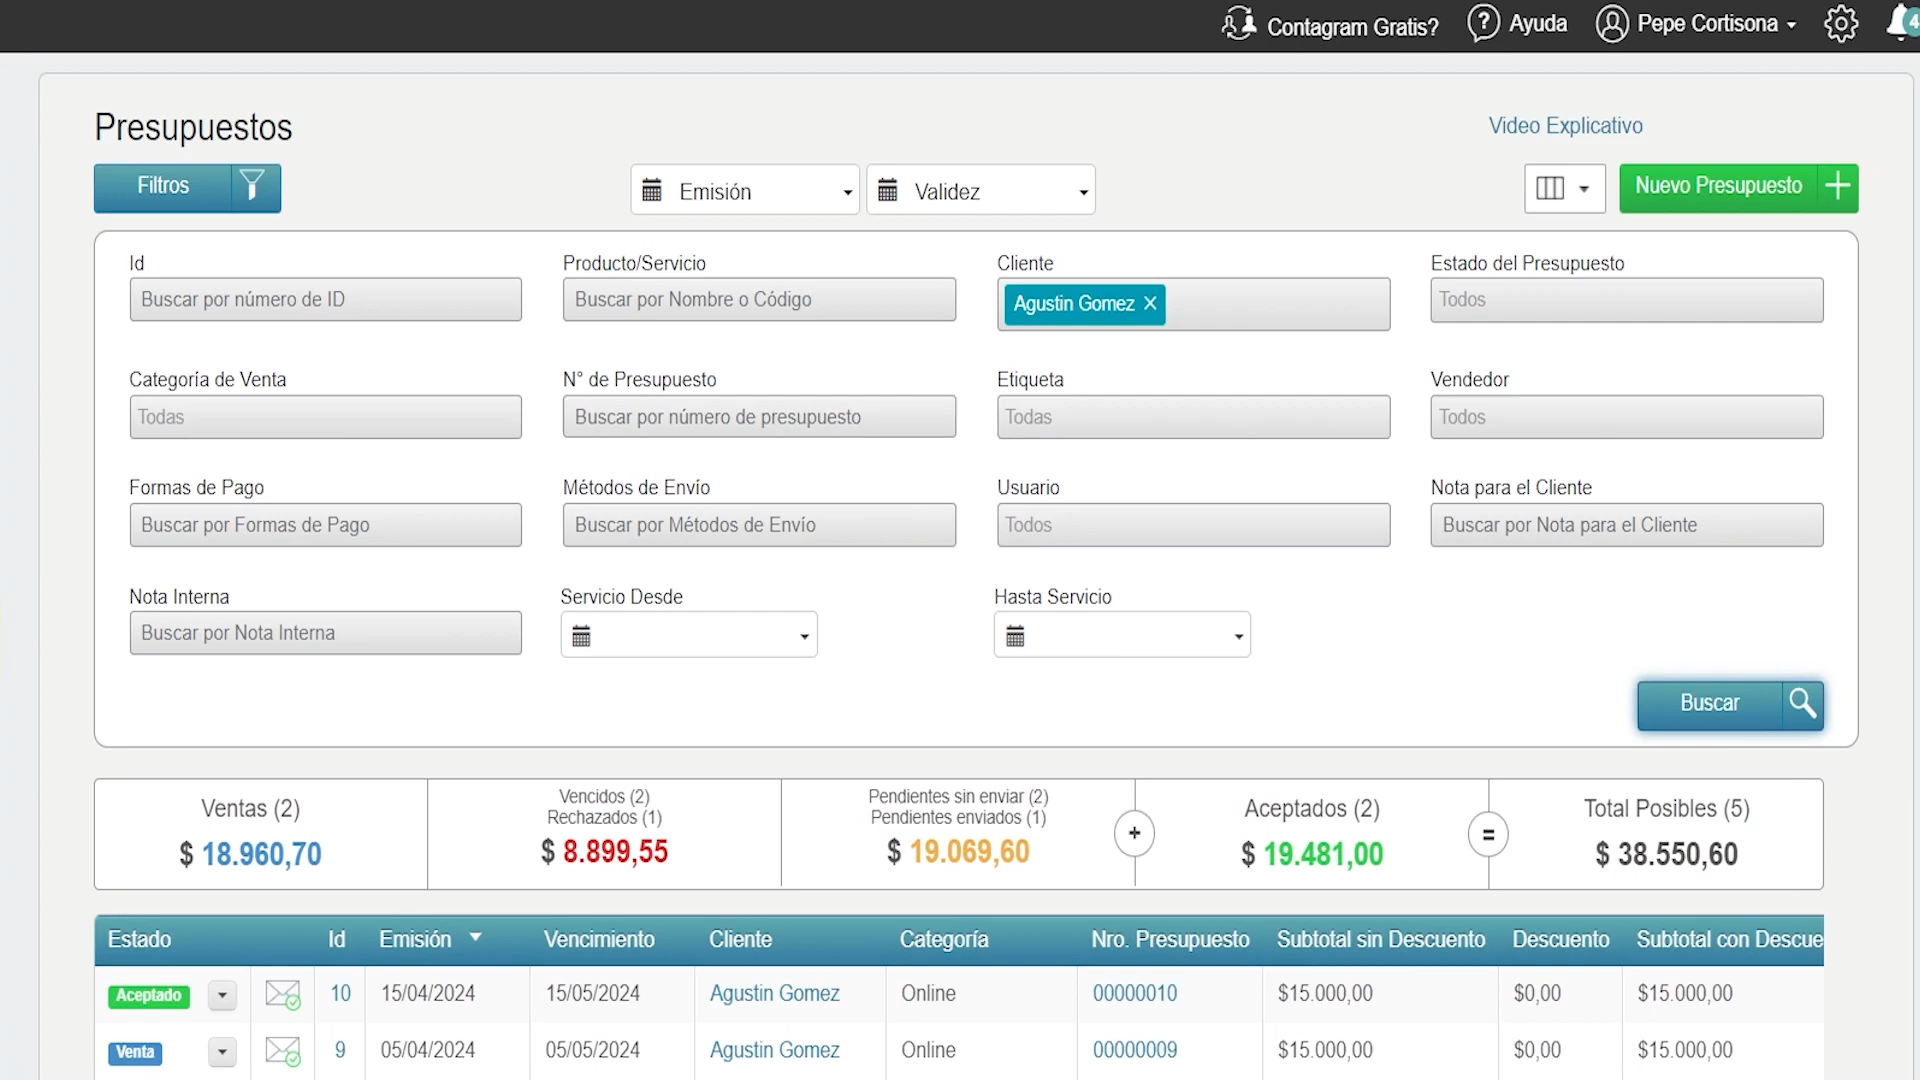 Contagram Gratis? Ayuda Pepe Cortisona 4
Presupuestos Video Explicativo
Filtros Emisión Validez Nuevo Presupuesto
Id Producto/Servicio Cliente Estado del Presupuesto
Buscar por número de ID Buscar por Nombre o Código Agustin Gomez × Todos
Categoría de Venta N° de Presupuesto Etiqueta Vendedor
Todas Buscar por número de presupuesto Todas Todos
Formas de Pago Métodos de Envío Usuario Nota para el Cliente
Buscar por Formas de Pago Buscar por Métodos de Envío Todos Buscar por Nota para el Cliente
Nota Interna Servicio Desde Hasta Servicio
Buscar por Nota Interna
Buscar
Ventas (2)
$ 18.960,70
Vencidos (2)
Rechazados (1)
$ 8.899,55
Pendientes sin enviar (2)
Pendientes enviados (1)
$ 19.069,60
+
Aceptados (2)
$ 19.481,00
=
Total Posibles (5)
$ 38.550,60
Estado Id Emisión Vencimiento Cliente Categoría Nro. Presupuesto Subtotal sin Descuento Descuento Subtotal con Descue
Aceptado 10 15/04/2024 15/05/2024 Agustin Gomez Online 00000010 $15.000,00 $0,00 $15.000,00
Venta 9 05/04/2024 05/05/2024 Agustin Gomez Online 00000009 $15.000,00 $0,00 $15.000,00